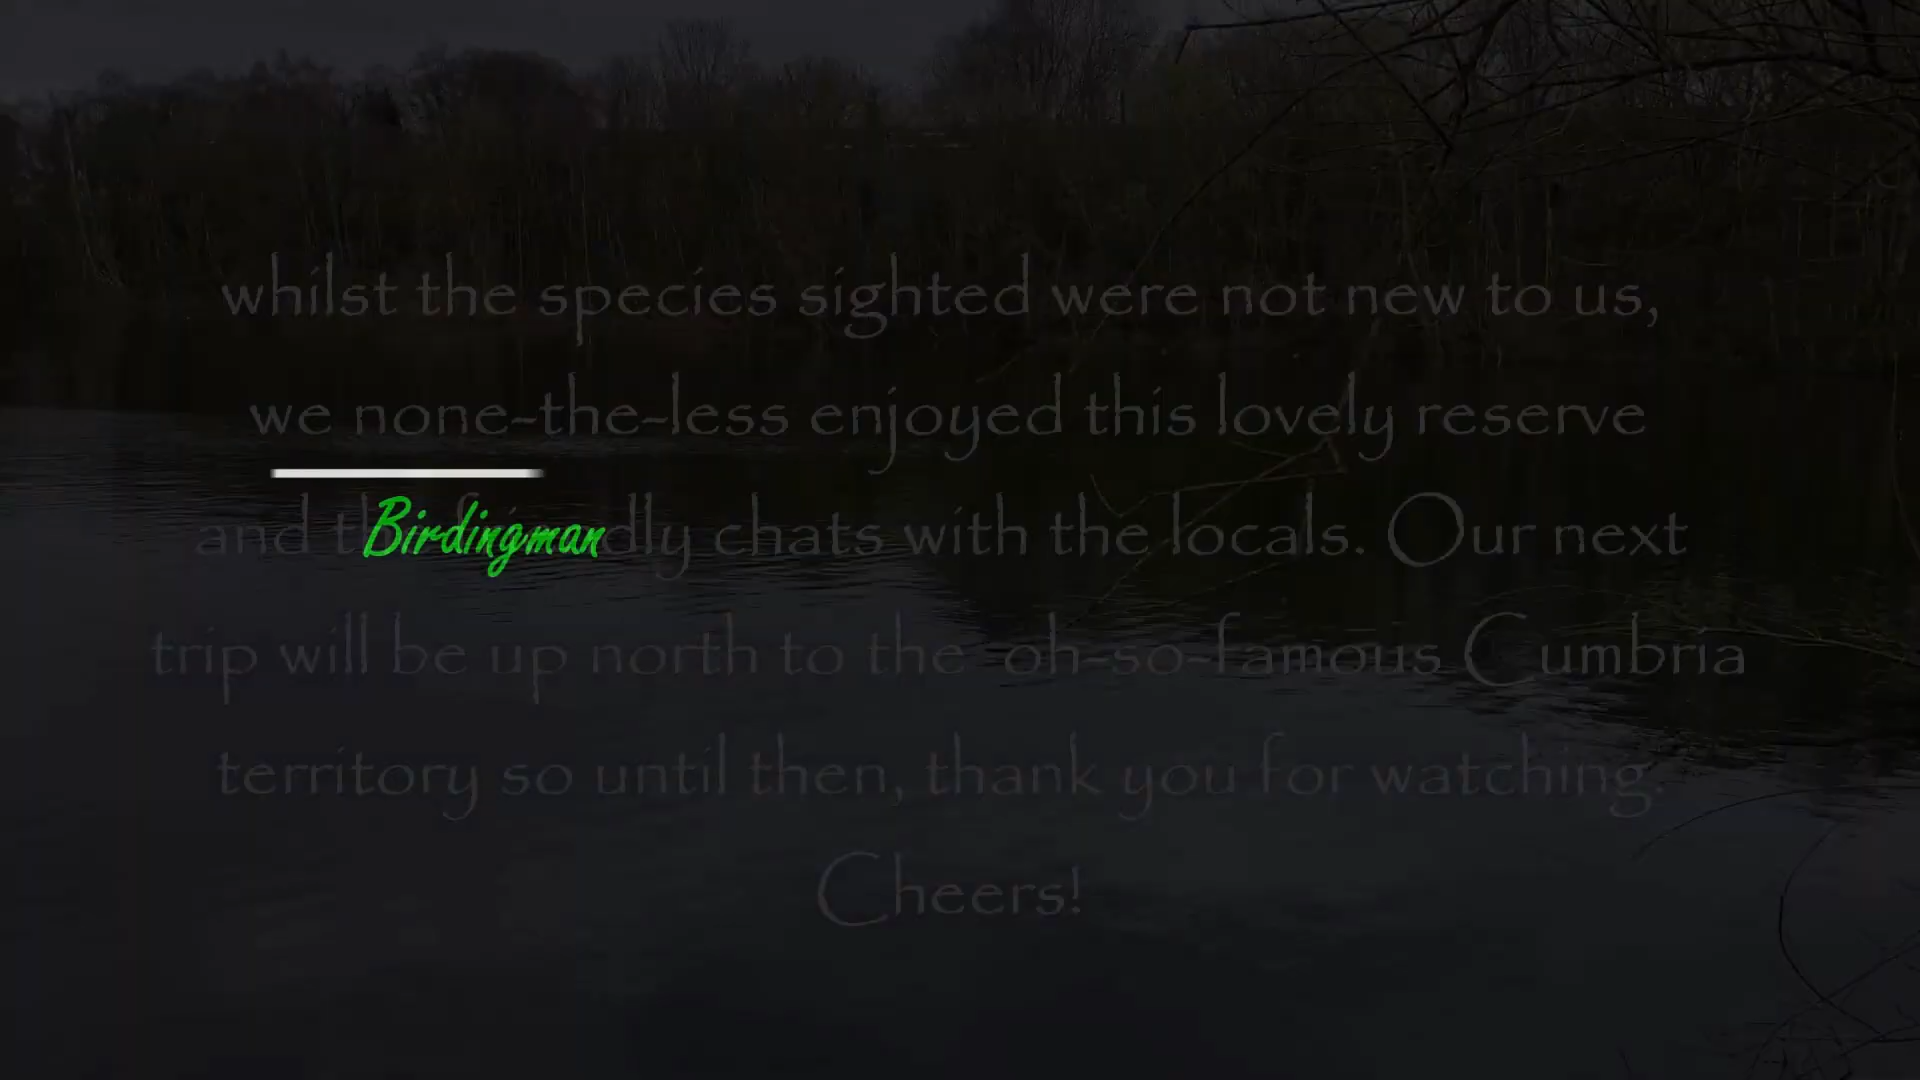 whilst the species sighted were not new to us,
we none-the-less enjoyed this lovely reserve
and dly chats with the locals. Our next
Birdingman
trip will be up north to the oh-so-famous Cumbria
territory so until then, thank you for watching.
Cheers!